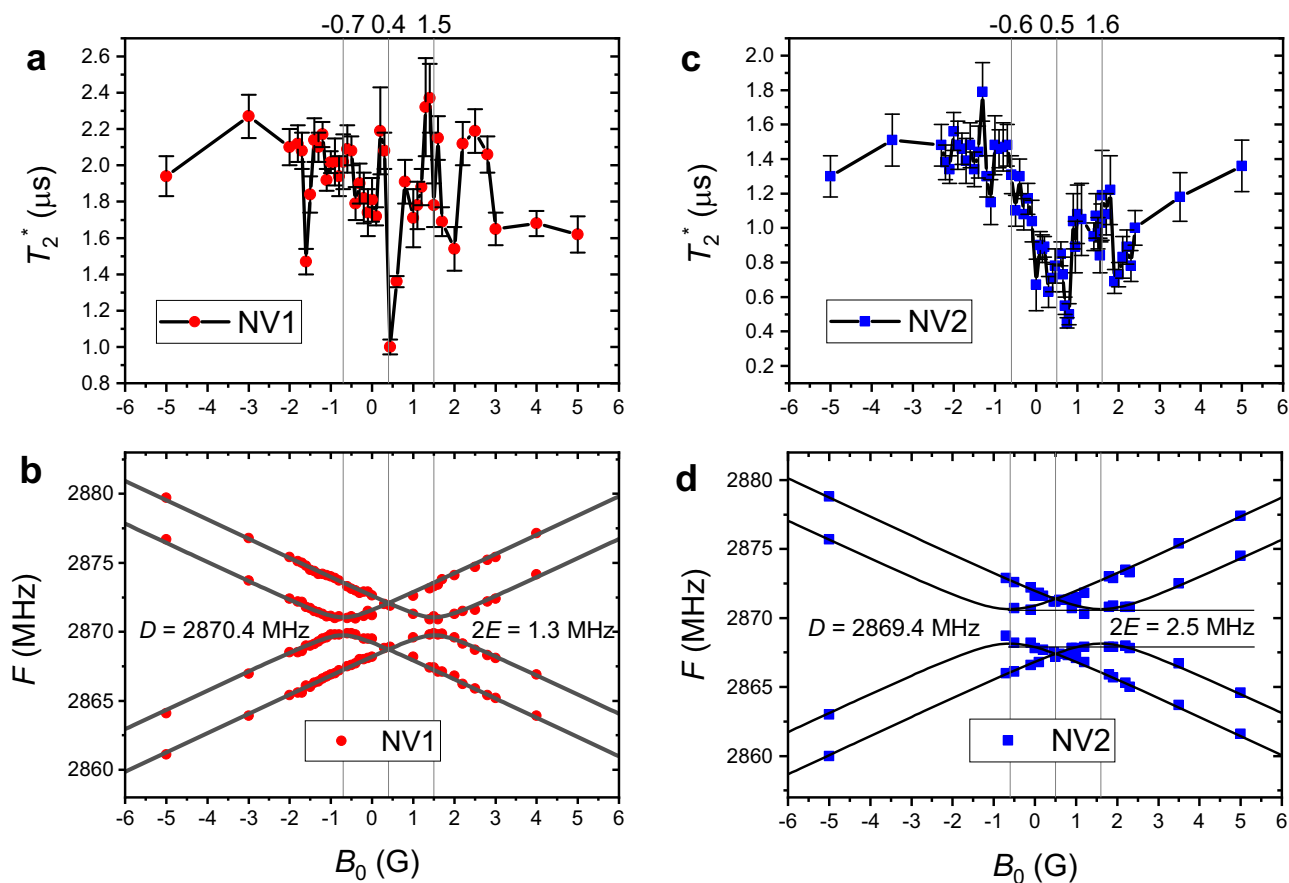 -0.7 0.4 1.5
a
2.6
2.4
2.2
2.0
1.8
1.6
1.4
1.2
1.0
0.8
T2* (μs)
NV1
-6 -5 -4 -3 -2 -1 0 1 2 3 4 5 6
-0.6 0.5 1.6
c
2.0
1.8
1.6
1.4
1.2
1.0
0.8
0.6
0.4
0.2
T2* (μs)
NV2
-6 -5 -4 -3 -2 -1 0 1 2 3 4 5 6
b
2880
2875
2870
2865
2860
F (MHz)
D = 2870.4 MHz
2E = 1.3 MHz
NV1
-6 -5 -4 -3 -2 -1 0 1 2 3 4 5 6
B0 (G)
d
2880
2875
2870
2865
2860
F (MHz)
D = 2869.4 MHz
2E = 2.5 MHz
NV2
-6 -5 -4 -3 -2 -1 0 1 2 3 4 5 6
B0 (G)